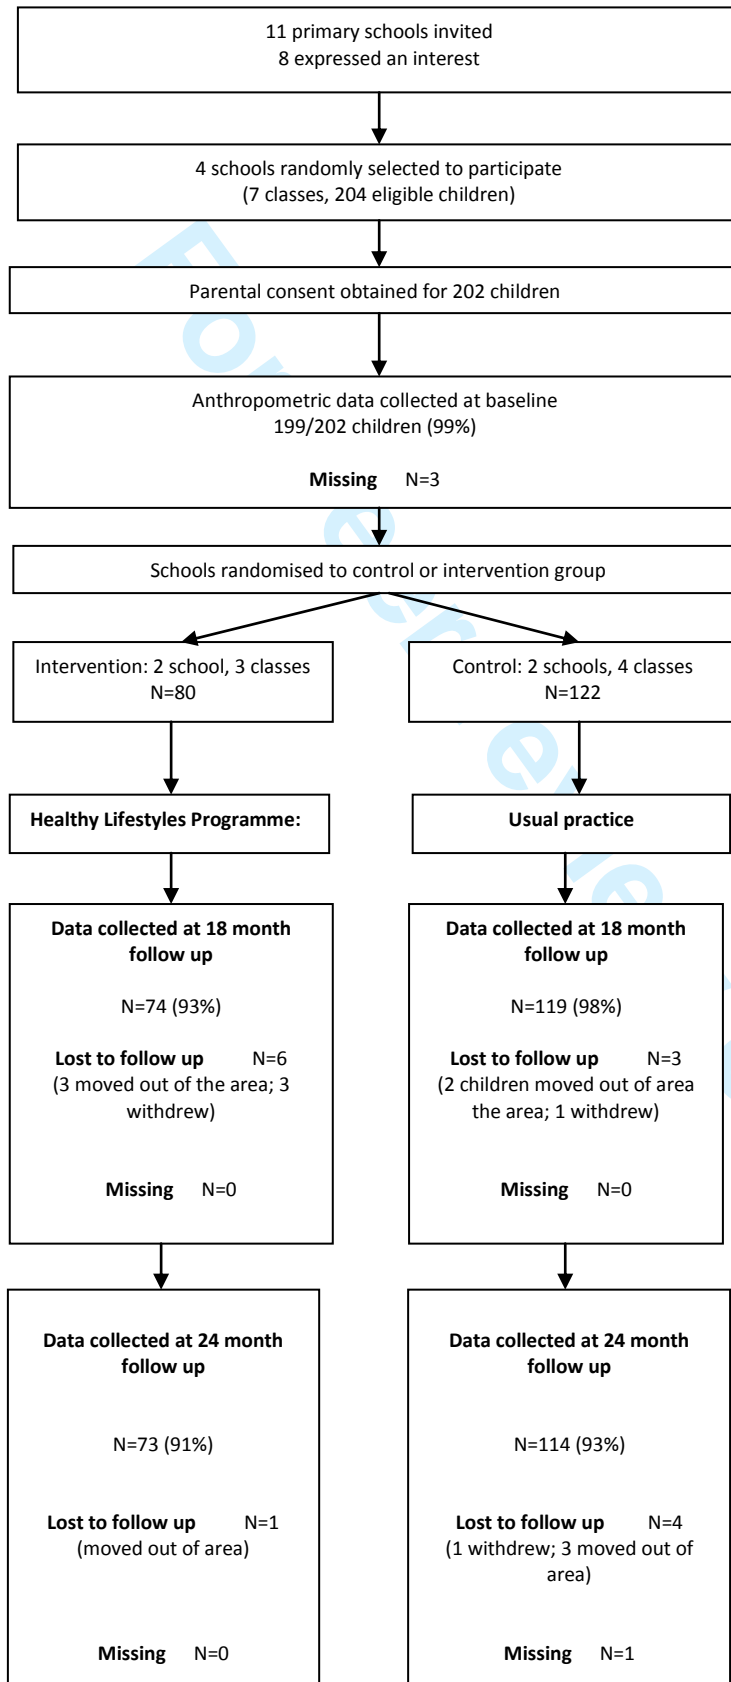 11 primary schools invited
8 expressed an interest
4 schools randomly selected to participate
(7 classes, 204 eligible children)
Parental consent obtained for 202 children
Anthropometric data collected at baseline
199/202 children (99%)
Missing N=3
Schools randomised to control or intervention group
Intervention: 2 school, 3 classes
N=80
Control: 2 schools, 4 classes
N=122
Healthy Lifestyles Programme:
Usual practice
Data collected at 18 month
follow up
N=74 (93%)
Lost to follow up N=6
(3 moved out of the area; 3
withdrew)
Missing N=0
Data collected at 18 month
follow up
N=119 (98%)
Lost to follow up N=3
(2 children moved out of area
the area; 1 withdrew)
Missing N=0
Data collected at 24 month
follow up
N=73 (91%)
Lost to follow up N=1
(moved out of area)
Missing N=0
Data collected at 24 month
follow up
N=114 (93%)
Lost to follow up N=4
(1 withdrew; 3 moved out of
area)
Missing N=1
For